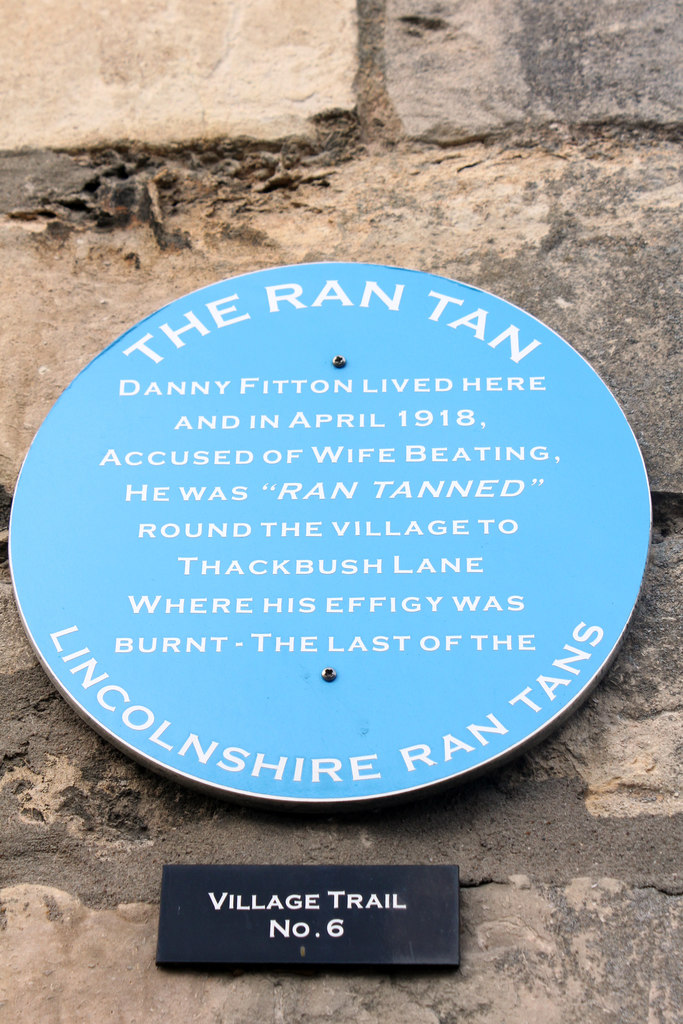 THE RAN TAN
DANNY FITTON LIVED HERE
AND IN APRIL 1918,
ACCUSED OF WIFE BEATING,
HE WAS "RAN TANNED"
ROUND THE VILLAGE TO
THACKBUSH LANE
WHERE HIS EFFIGY WAS
BURNT - THE LAST OF THE
LINCOLNSHIRE RAN TANS
VILLAGE TRAIL
NO. 6